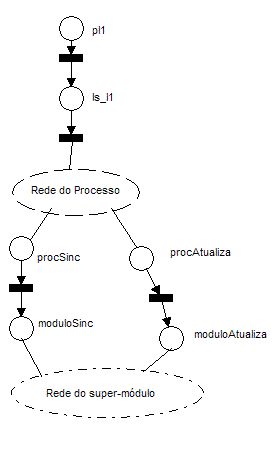 pl1
ls_l1
Rede do Processo
procSinc
procAtualiza
moduloSinc
moduloAtualiza
Rede do super-módulo